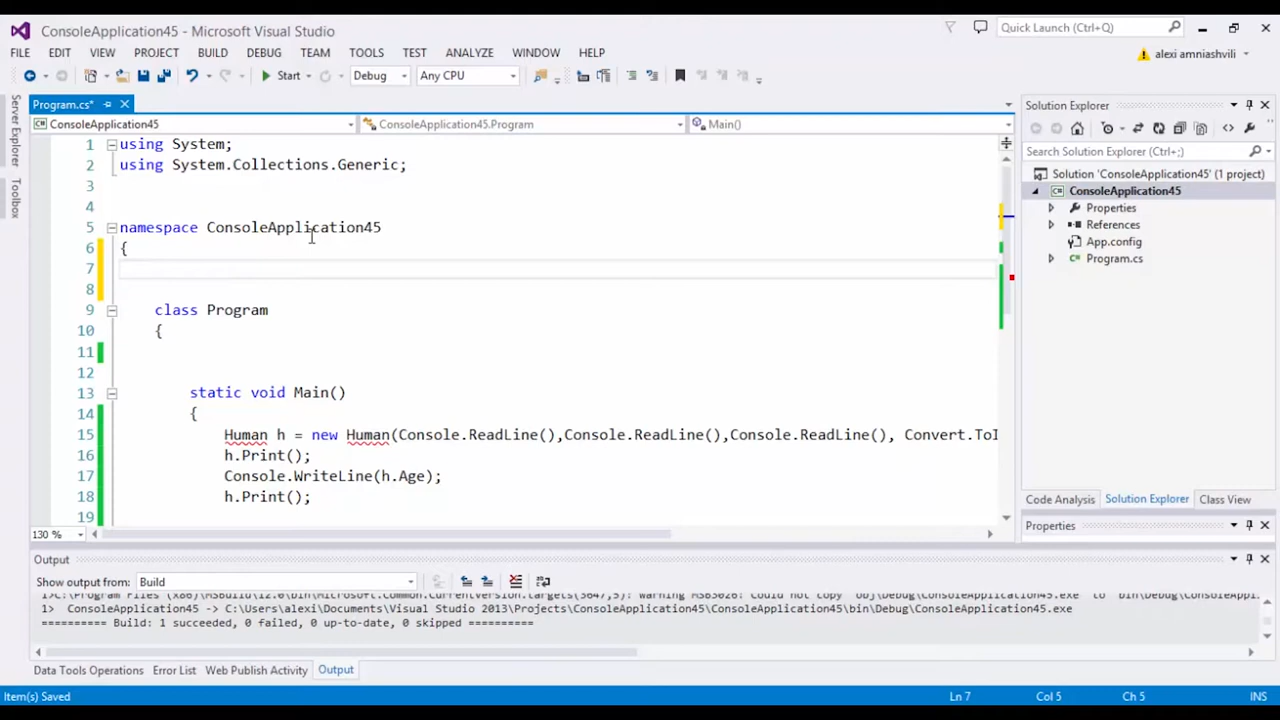 ConsoleApplication45 - Microsoft Visual Studio
Quick Launch (Ctrl+Q)
FILE EDIT VIEW PROJECT BUILD DEBUG TEAM TOOLS TEST ANALYZE WINDOW HELP
alexi amniashvili
Start Debug Any CPU
Server Explorer
Toolbox
Program.cs*
ConsoleApplication45 ConsoleApplication45.Program Main()
1 using System;
2 using System.Collections.Generic;
3
4
5 namespace ConsoleApplication45
6 {
7
8
9 class Program
10 {
11
12
13 static void Main()
14 {
15 Human h = new Human(Console.ReadLine(),Console.ReadLine(),Console.ReadLine(), Convert.ToI
16 h.Print();
17 Console.WriteLine(h.Age);
18 h.Print();
19
130 %
Solution Explorer
Search Solution Explorer (Ctrl+;)
Solution 'ConsoleApplication45' (1 project)
ConsoleApplication45
Properties
References
App.config
Program.cs
Code Analysis Solution Explorer Class View
Properties
Output
Show output from: Build
1> ConsoleApplication45 -> C:\Users\alexi\Documents\Visual Studio 2013\Projects\ConsoleApplication45\ConsoleApplication45\bin\Debug\ConsoleApplication45.exe
========== Build: 1 succeeded, 0 failed, 0 up-to-date, 0 skipped ==========
Data Tools Operations Error List Web Publish Activity Output
Item(s) Saved Ln 7 Col 5 Ch 5 INS